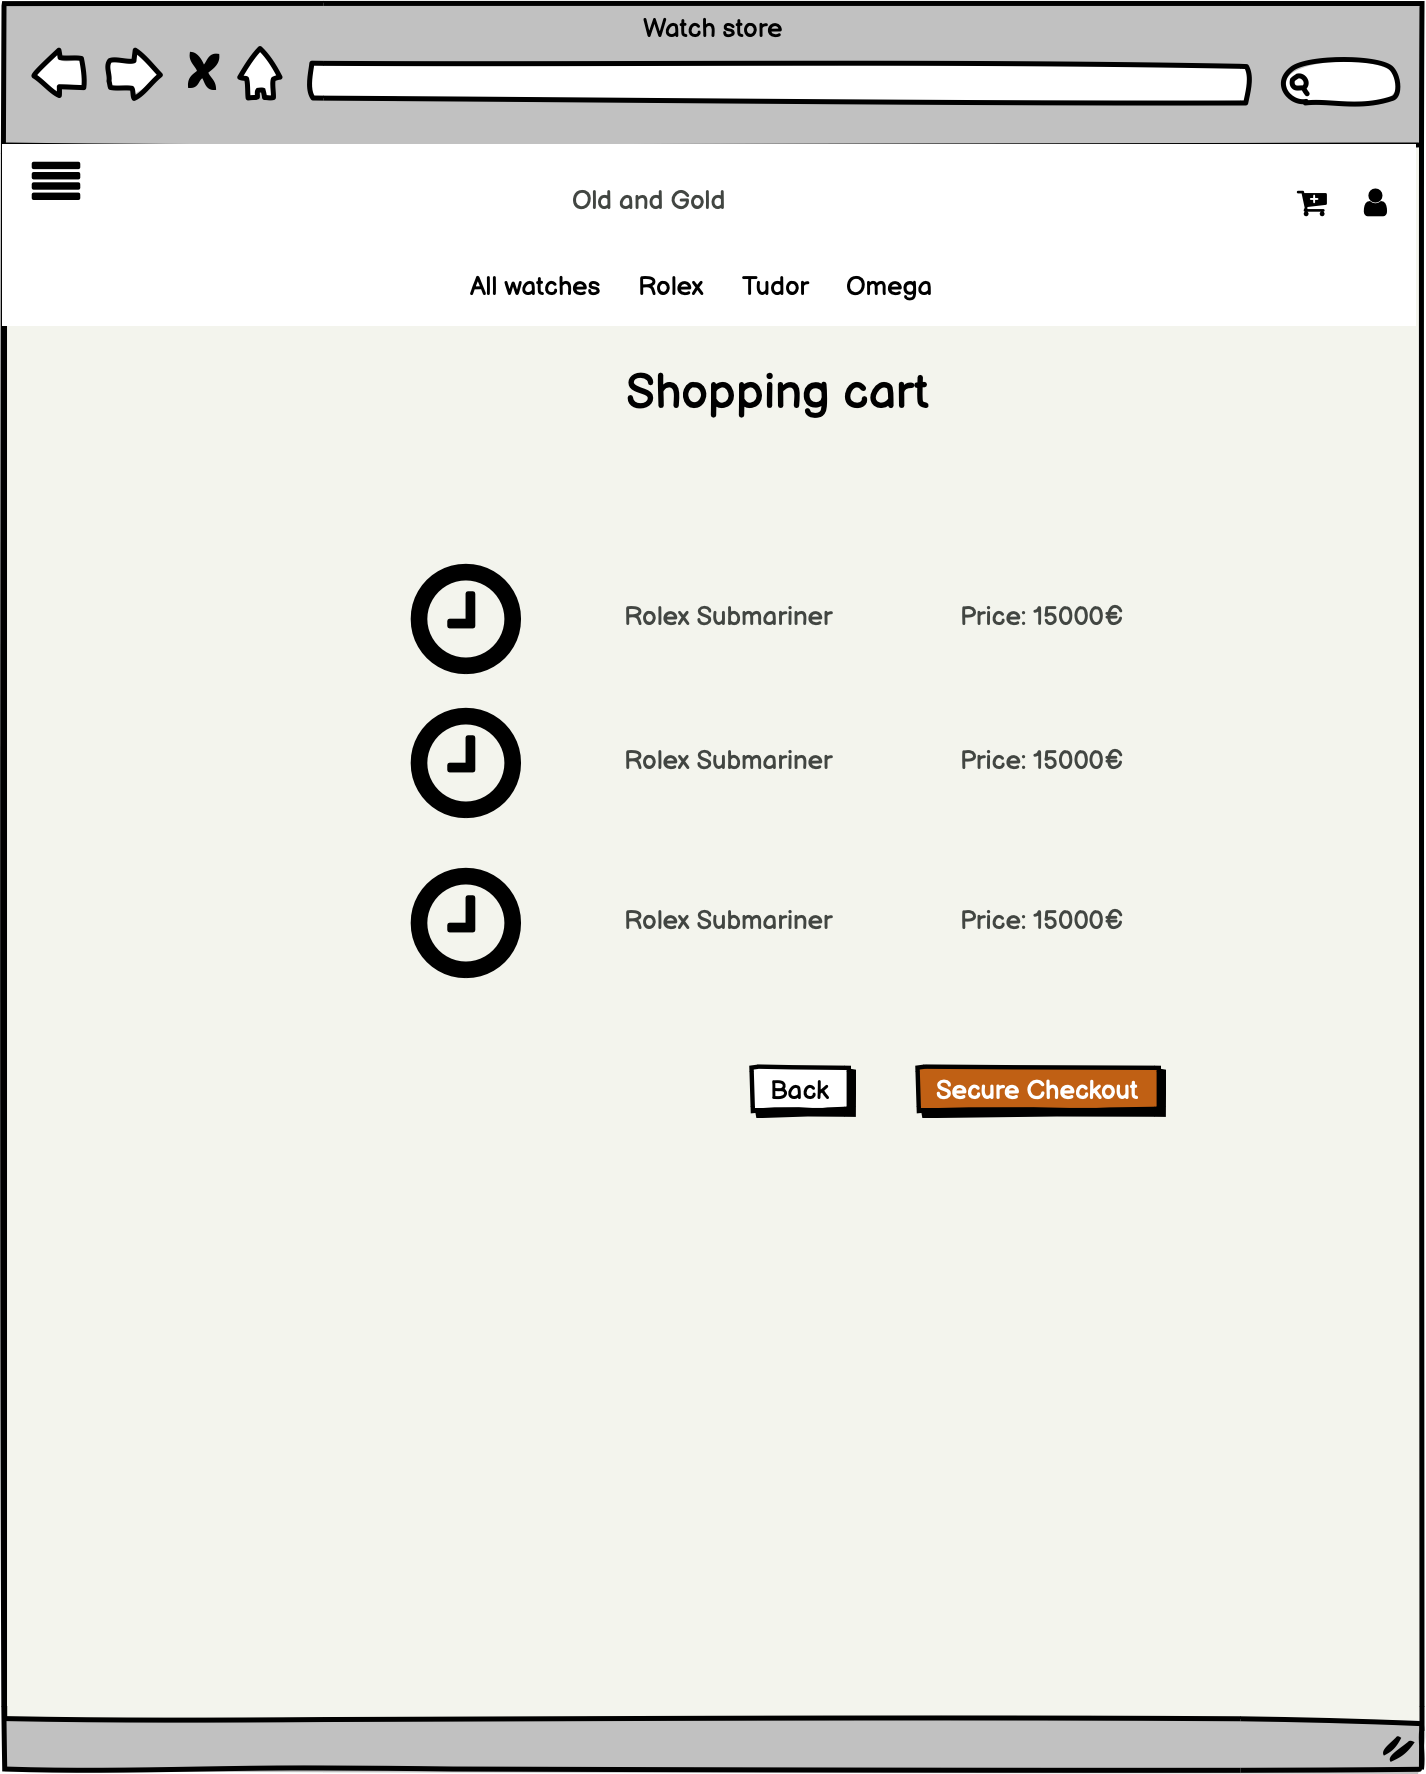 Watch store
Old and Gold
All watches Rolex Tudor Omega
Shopping cart
Rolex Submariner Price: 15000€
Rolex Submariner Price: 15000€
Rolex Submariner Price: 15000€
Back Secure Checkout